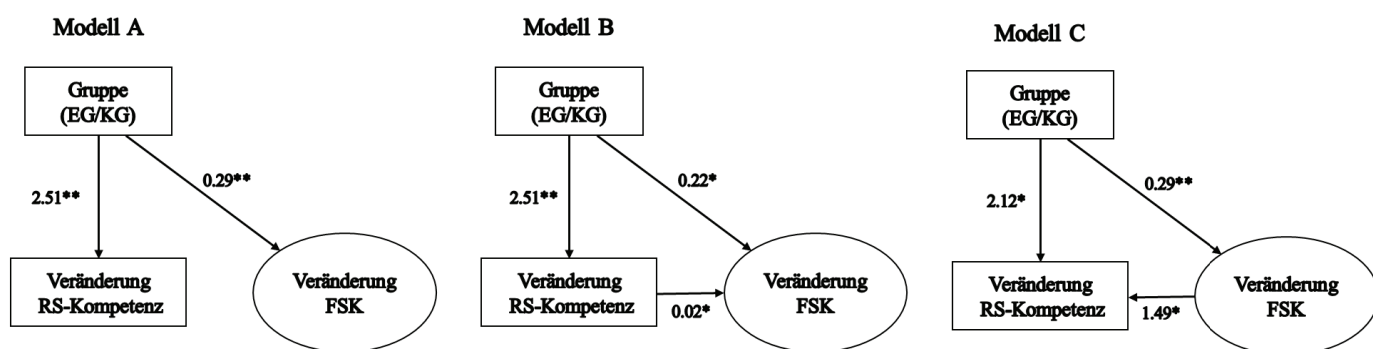 Modell A
Gruppe
(EG/KG)
2.51**
0.29**
Veränderung
RS-Kompetenz
Veränderung
FSK
Modell B
Gruppe
(EG/KG)
2.51**
0.22*
Veränderung
RS-Kompetenz
0.02*
Veränderung
FSK
Modell C
Gruppe
(EG/KG)
2.12*
0.29**
Veränderung
RS-Kompetenz
1.49*
Veränderung
FSK